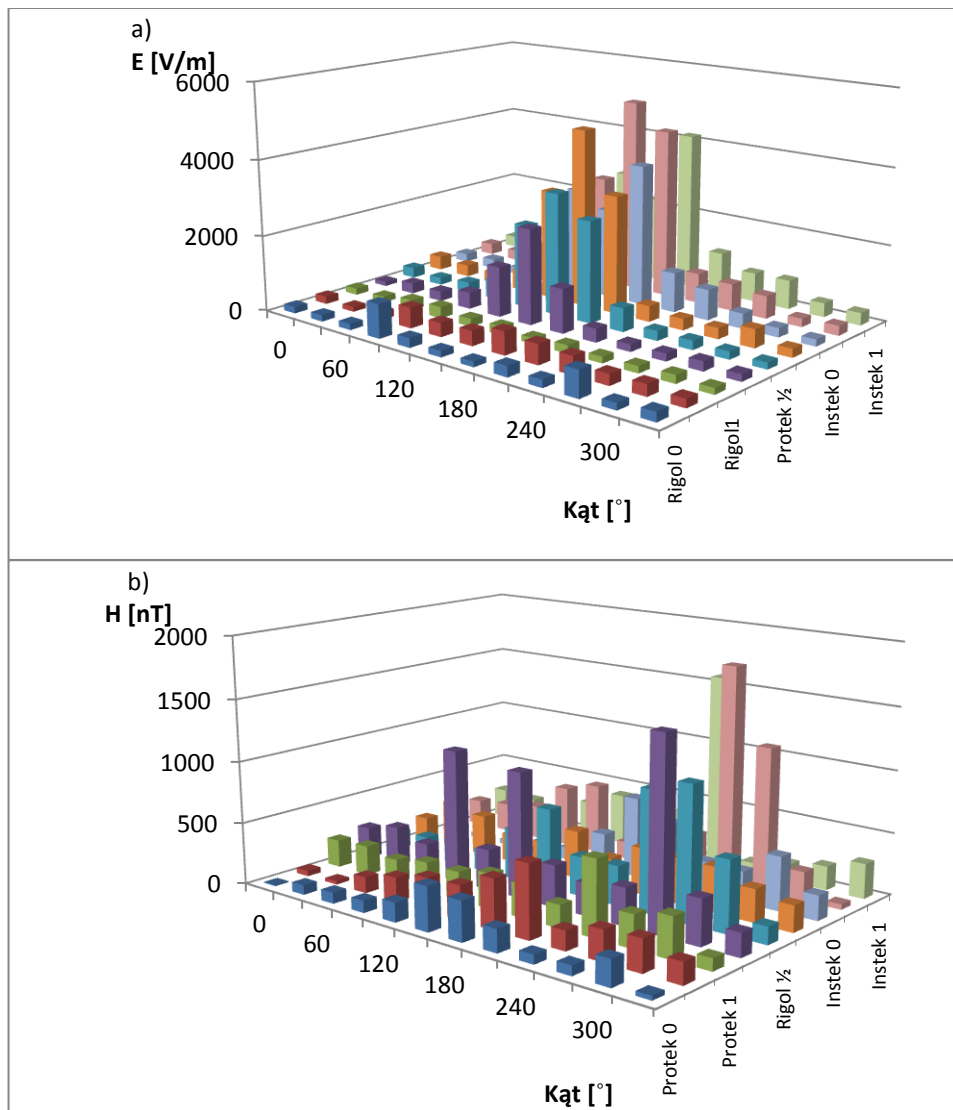 a)
E [V/m]
6000
4000
2000
0
0
60
120
180
240
300
Kąt [°]
Rigol 0
Rigol1
Protek ½
Instek 0
Instek 1
b)
H [nT]
2000
1500
1000
500
0
0
60
120
180
240
300
Kąt [°]
Protek 0
Protek 1
Rigol ½
Instek 0
Instek 1